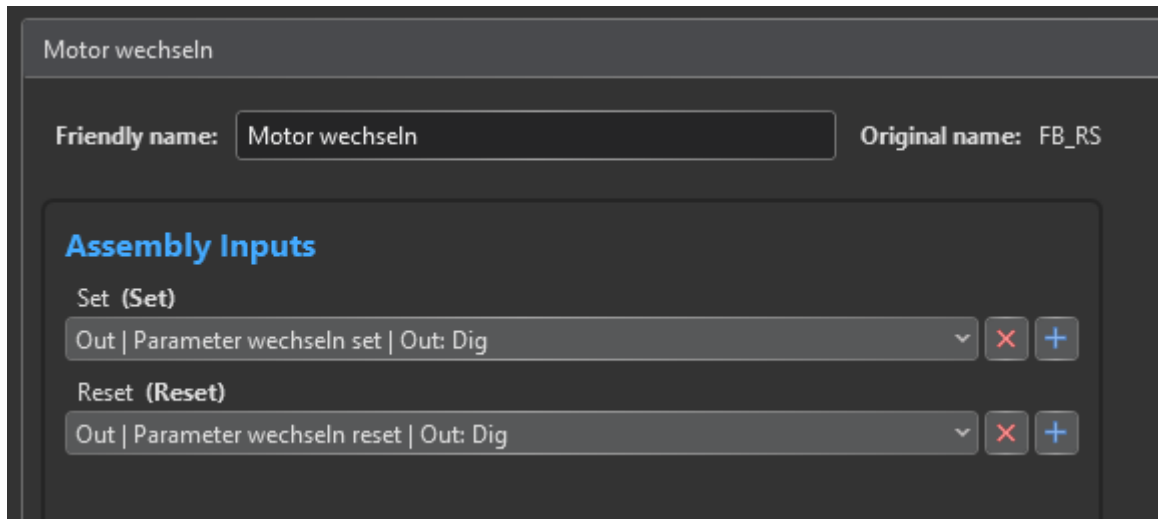 Motor wechseln
Friendly name: Motor wechseln Original name: FB_RS
Assembly Inputs
Set (Set)
Out | Parameter wechseln set | Out: Dig
Reset (Reset)
Out | Parameter wechseln reset | Out: Dig